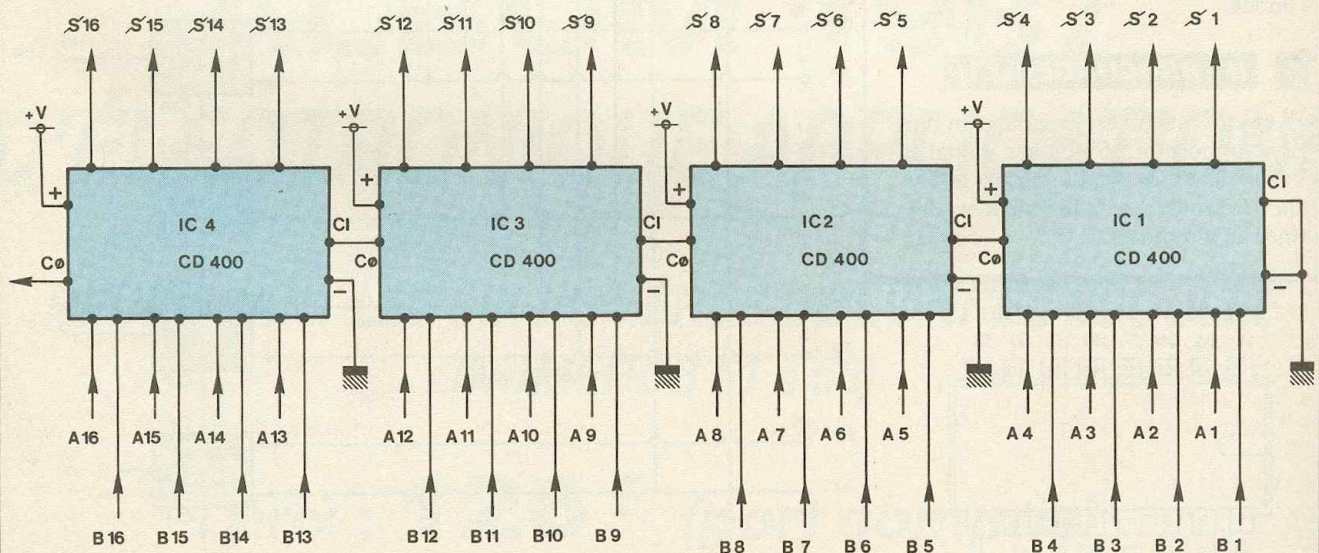 S16 S15 S14 S13 S12 S11 S10 S9 S8 S7 S6 S5 S4 S3 S2 S1
+V +V +V +V
+ + + +
IC 4 CI IC 3 CI IC2 CI IC 1 CI
CØ CD 400 CØ CD 400 CØ CD 400 CØ CD 400
− − − −
A16 A15 A14 A13 A12 A11 A10 A9 A8 A7 A6 A5 A4 A3 A2 A1
B16 B15 B14 B13 B12 B11 B10 B9 B8 B7 B6 B5 B4 B3 B2 B1